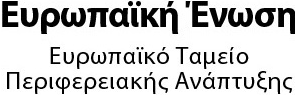 Ευρωπαϊκή Ένωση
Ευρωπαϊκό Ταμείο
Περιφερειακής Ανάπτυξης